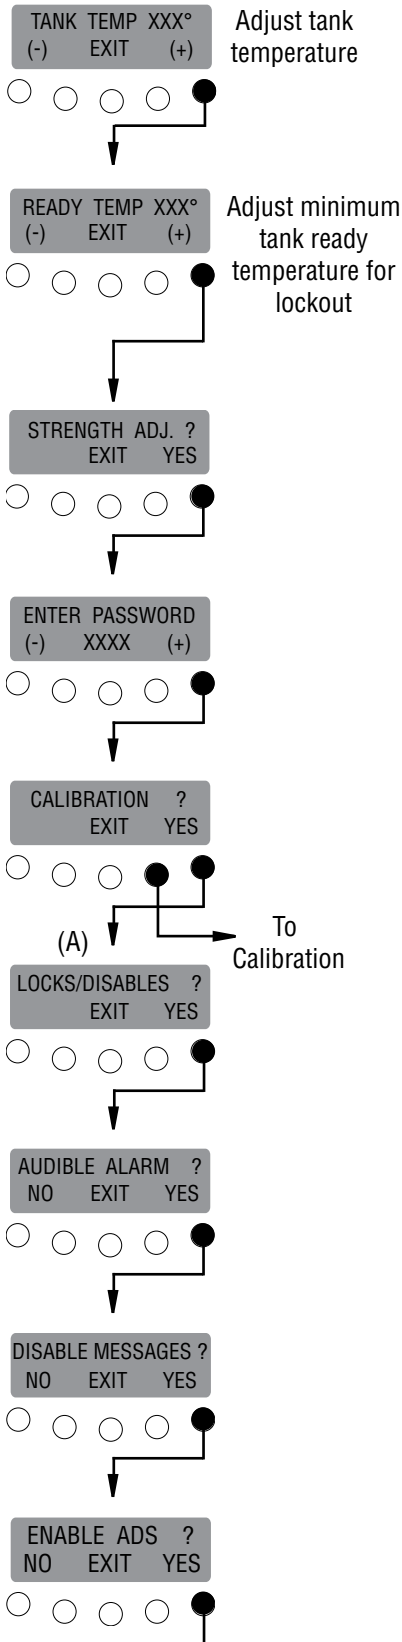 TANK TEMP XXX°
(-) EXIT (+)
Adjust tank
temperature
READY TEMP XXX°
(-) EXIT (+)
Adjust minimum
tank ready
temperature for
lockout
STRENGTH ADJ. ?
EXIT YES
ENTER PASSWORD
(-) XXXX (+)
CALIBRATION ?
EXIT YES
(A)
To
Calibration
LOCKS/DISABLES ?
EXIT YES
AUDIBLE ALARM ?
NO EXIT YES
DISABLE MESSAGES ?
NO EXIT YES
ENABLE ADS ?
NO EXIT YES